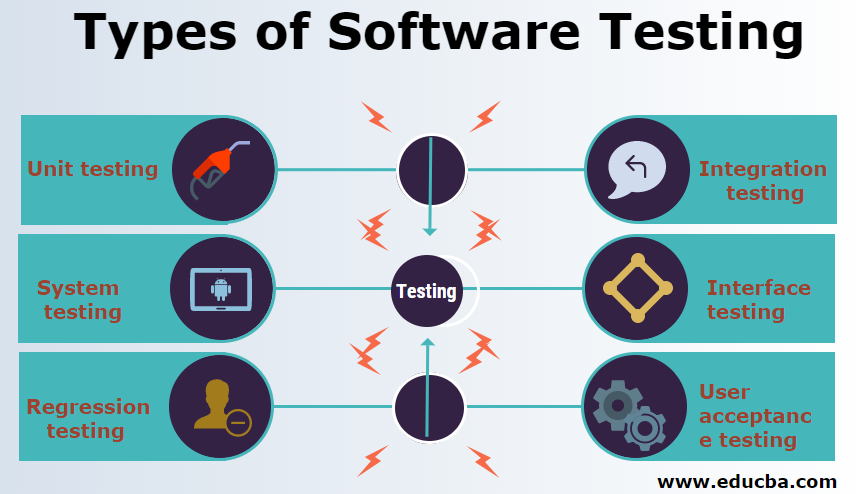 Types of Software Testing
Unit testing
Integration
testing
System
testing
Testing
Interface
testing
Regression
testing
User
acceptanc
e testing
www.educba.com